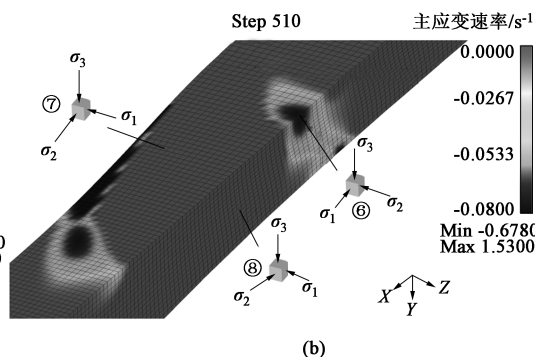 Step 510
主应变速率/s⁻¹
0.0000
-0.0267
-0.0533
-0.0800
Min -0.6780
Max 1.5300
σ₃
⑦
σ₁
σ₂
σ₃
⑥
σ₁
σ₂
σ₃
⑧
σ₂
σ₁
X
Y
Z
(b)